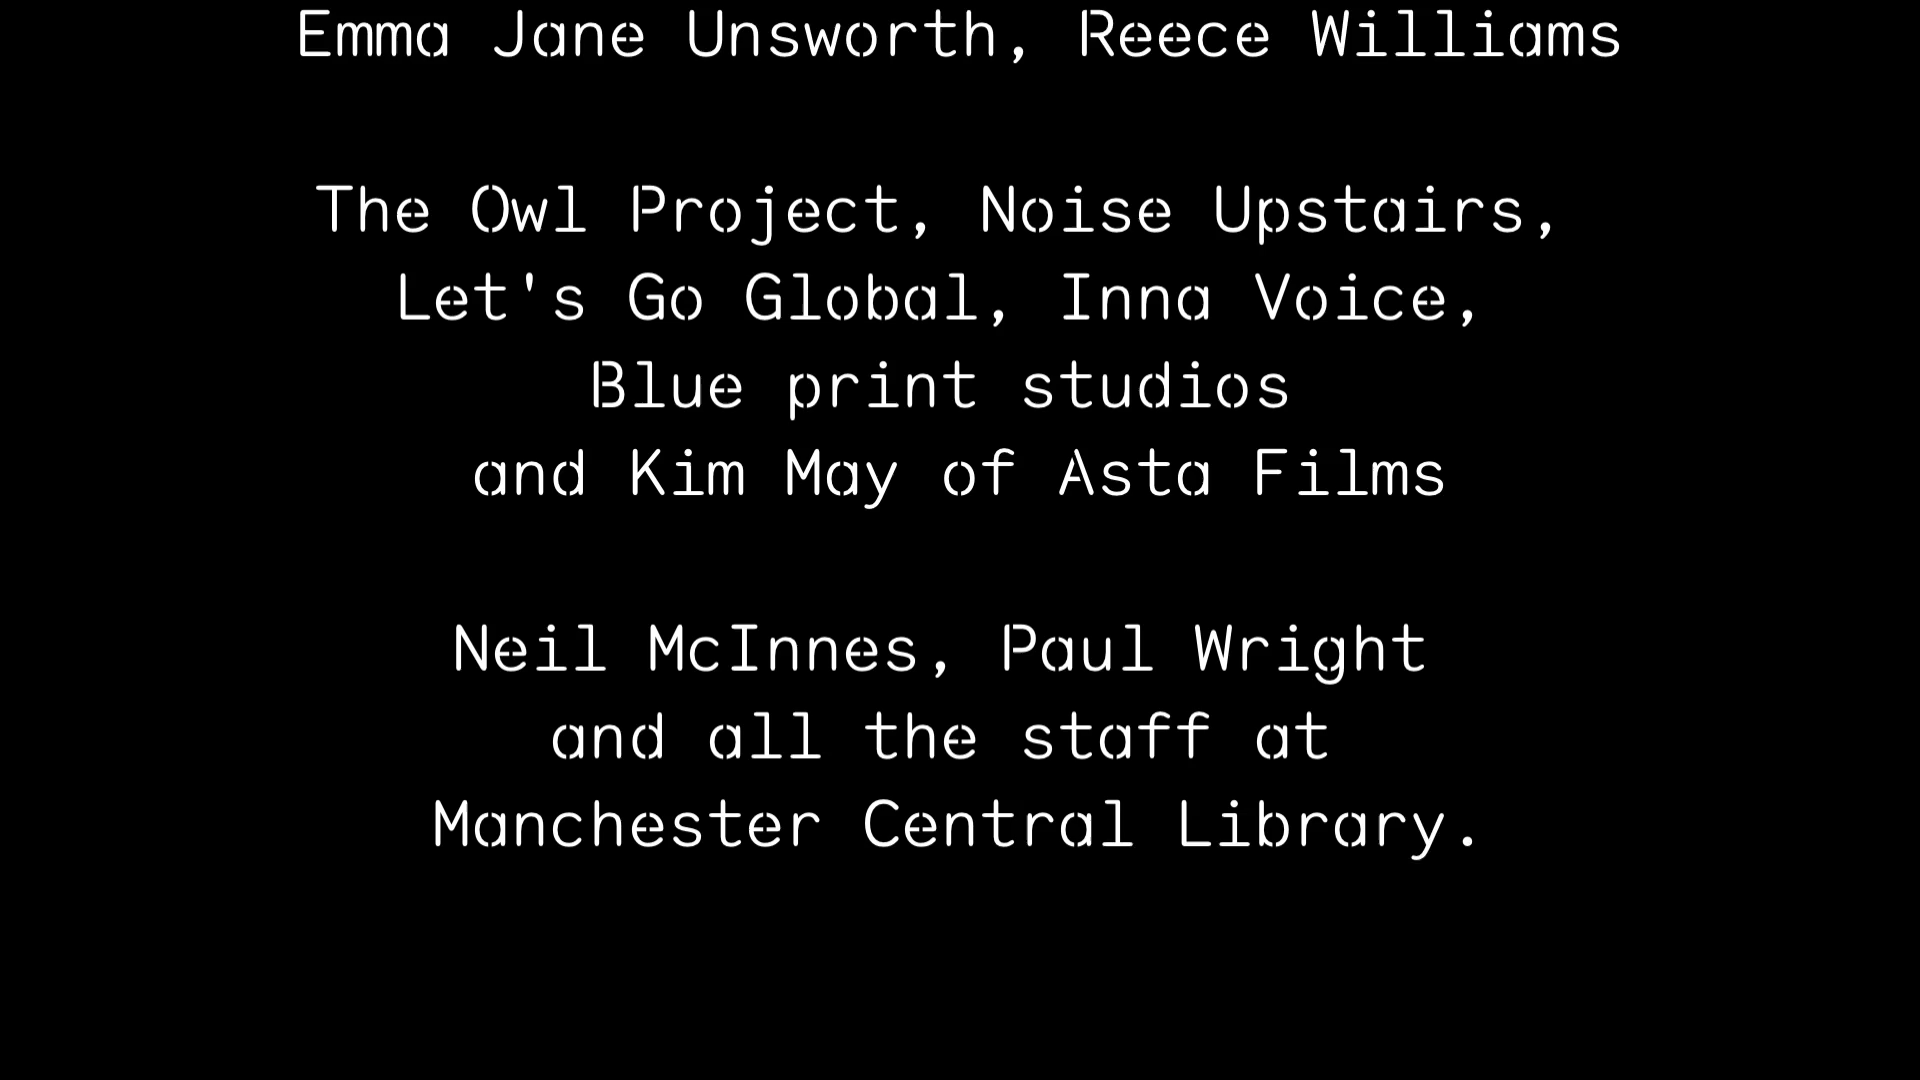 Emma Jane Unsworth, Reece Williams
The Owl Project, Noise Upstairs,
Let's Go Global, Inna Voice,
Blue print studios
and Kim May of Asta Films
Neil McInnes, Paul Wright
and all the staff at
Manchester Central Library.